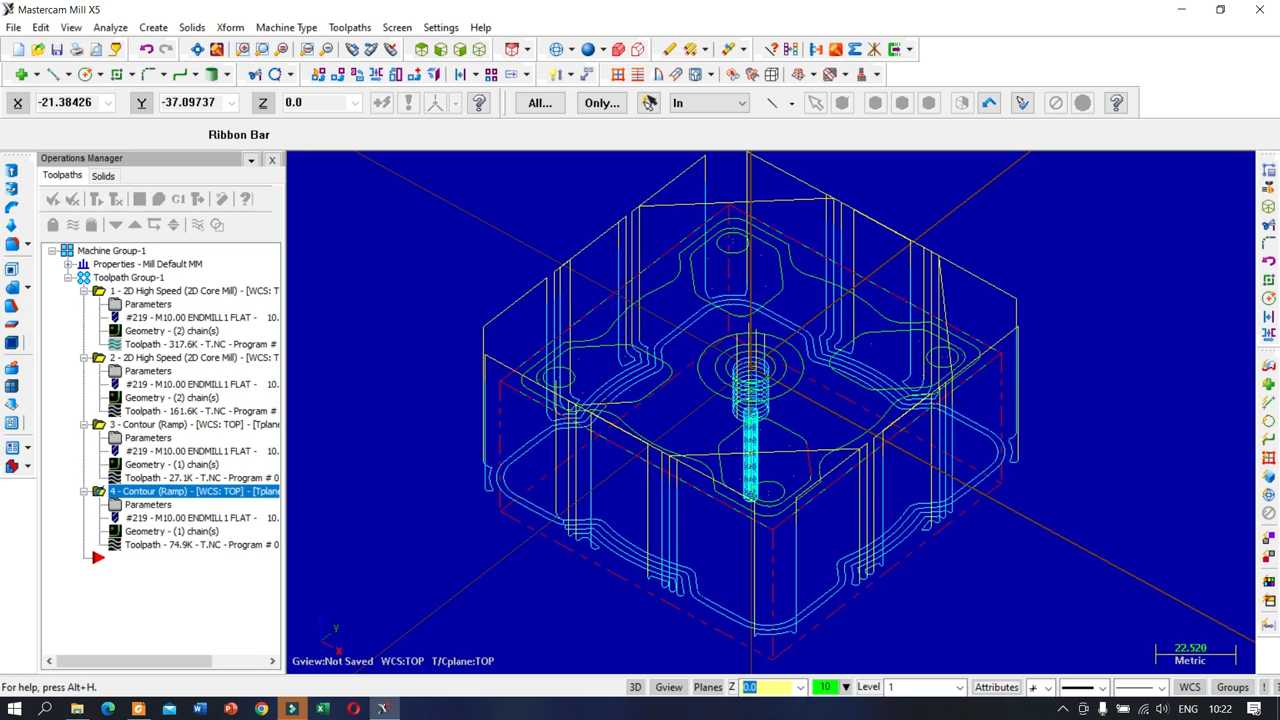 Mastercam Mill X5
File Edit View Analyze Create Solids Xform Machine Type Toolpaths Screen Settings Help
X -21.38426 Y -37.09737 Z 0.0 All... Only... In
Ribbon Bar
Operations Manager
Toolpaths Solids
G1
Machine Group-1
Properties - Mill Default MM
Toolpath Group-1
1 - 2D High Speed (2D Core Mill) - [WCS: T
Parameters
#219 - M10.00 ENDMILL1 FLAT - 10.
Geometry - (2) chain(s)
Toolpath - 317.6K - T.NC - Program #
2 - 2D High Speed (2D Core Mill) - [WCS: T
Parameters
#219 - M10.00 ENDMILL1 FLAT - 10.
Geometry - (2) chain(s)
Toolpath - 161.6K - T.NC - Program #
3 - Contour (Ramp) - [WCS: TOP] - [Tplane
Parameters
#219 - M10.00 ENDMILL1 FLAT - 10.
Geometry - (1) chain(s)
Toolpath - 27.1K - T.NC - Program # 0
4 - Contour (Ramp) - [WCS: TOP] - [Tplane
Parameters
#219 - M10.00 ENDMILL1 FLAT - 10.
Geometry - (1) chain(s)
Toolpath - 74.9K - T.NC - Program # 0
Y
X
Gview:Not Saved WCS:TOP T/Cplane:TOP
22.520
Metric
For help, press Alt+H.
3D Gview Planes Z 0.0 10 Level 1 Attributes WCS Groups ! ?
ENG 10:22